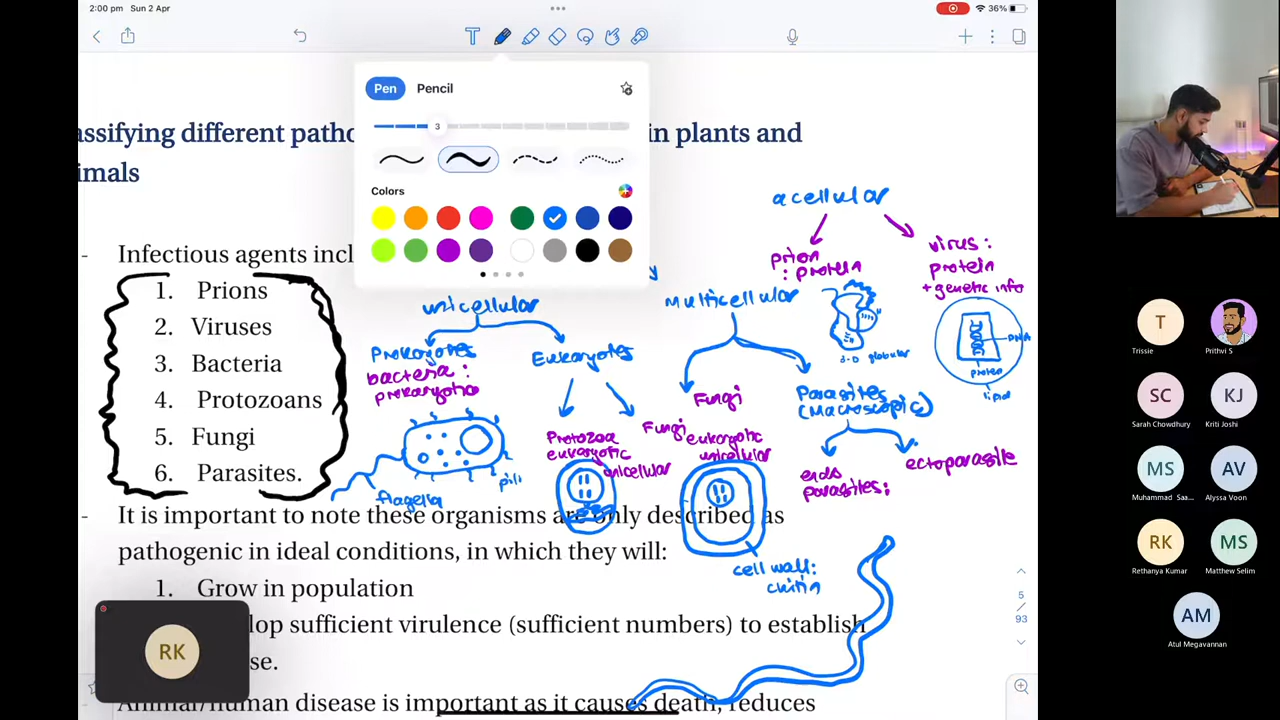 2:00 pm Sun 2 Apr
36%
T
Pen
Pencil
3
Colors
assifying different patho
in plants and
imals
- Infectious agents incl
1. Prions
2. Viruses
3. Bacteria
4. Protozoans
5. Fungi
6. Parasites.
acellular
prion
: protein
virus:
protein
+ genetic info
3-D globular
DNA
protein
lipid
unicellular
Prokaryotes
bacteria:
prokaryotic
flagella
pili
Eukaryotes
Protozoa
eukaryotic
unicellular
Fungi
eukaryotic
unicellular
cell wall:
chitin
Multicellular
Fungi
Parasites
(Macroscopic)
endo
parasites:
ectoparasite
- It is important to note these organisms are only described as
pathogenic in ideal conditions, in which they will:
1. Grow in population
lop sufficient virulence (sufficient numbers) to establish
se.
Animal/human disease is important as it causes death, reduces
5
/
93
RK
T
Trissie
Prithvi S
SC
Sarah Chowdhury
KJ
Kriti Joshi
MS
Muhammad Saa...
AV
Alyssa Voon
RK
Rethanya Kumar
MS
Matthew Selim
AM
Atul Megavannan